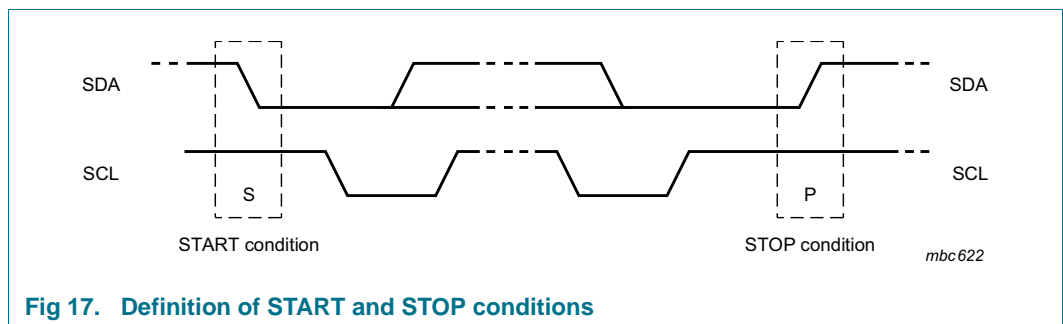 SDA
SDA
SCL
SCL
S
P
START condition
STOP condition
mbc622
Fig 17. Definition of START and STOP conditions